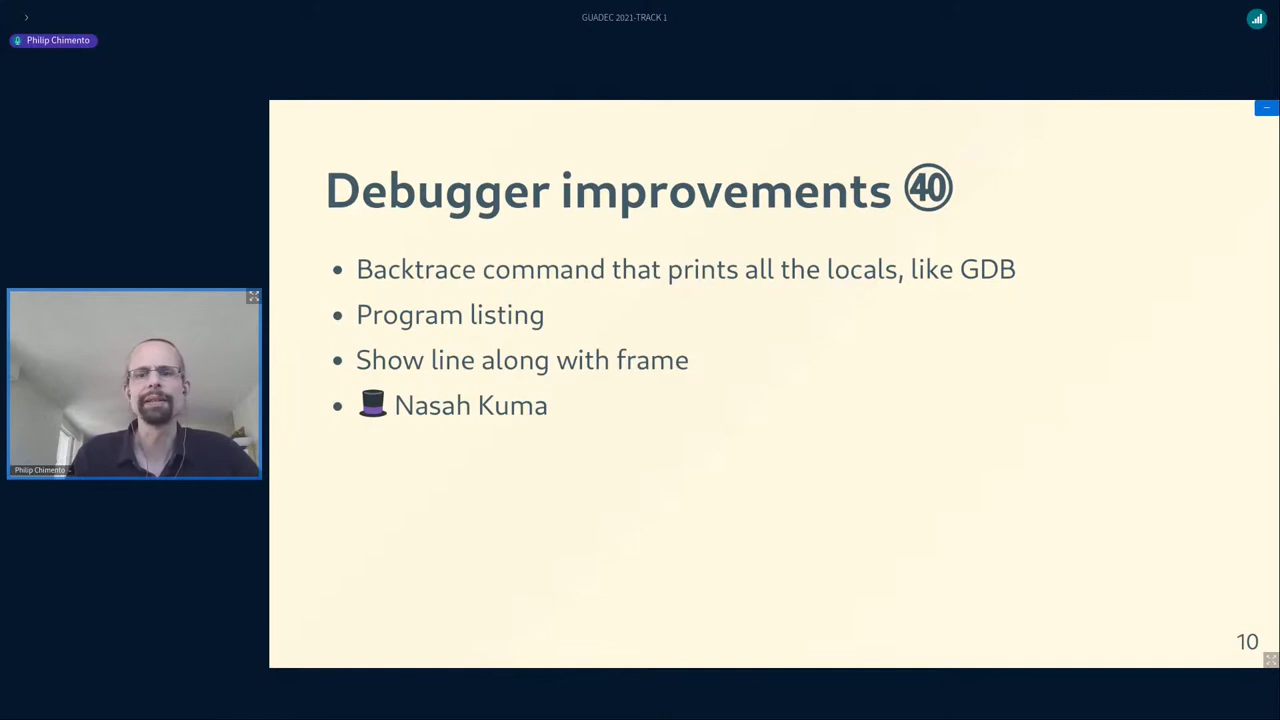 GUADEC 2021-TRACK 1
Philip Chimento
Debugger improvements ㊵
Backtrace command that prints all the locals, like GDB
Program listing
Show line along with frame
🎩 Nasah Kuma
Philip Chimento
10